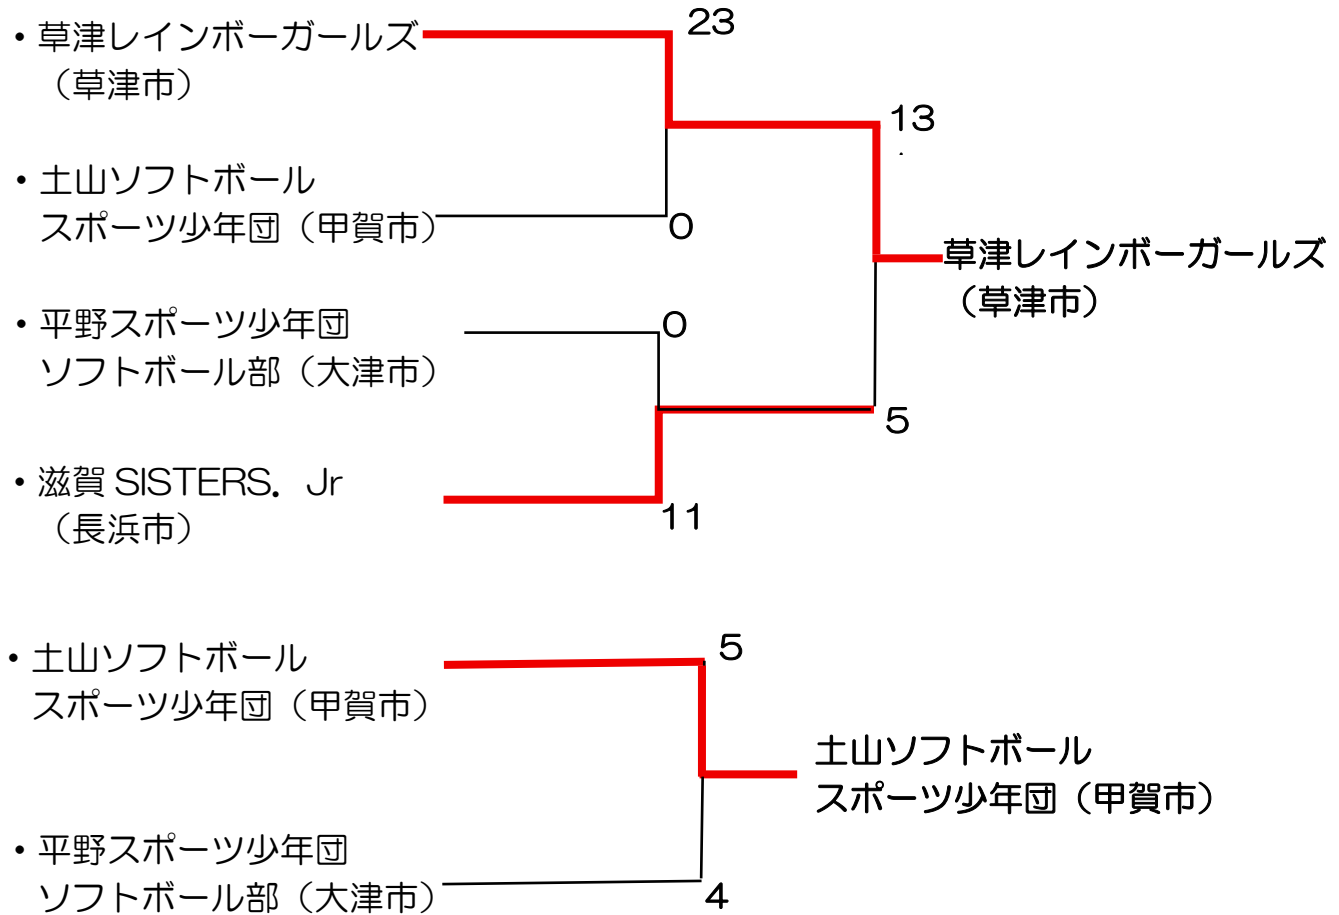 ・草津レインボーガールズ
（草津市）
23
13
・土山ソフトボール
スポーツ少年団（甲賀市）
0
草津レインボーガールズ
（草津市）
・平野スポーツ少年団
ソフトボール部（大津市）
0
5
・滋賀 SISTERS．Jr
（長浜市）
11
・土山ソフトボール
スポーツ少年団（甲賀市）
5
土山ソフトボール
スポーツ少年団（甲賀市）
・平野スポーツ少年団
ソフトボール部（大津市）
4